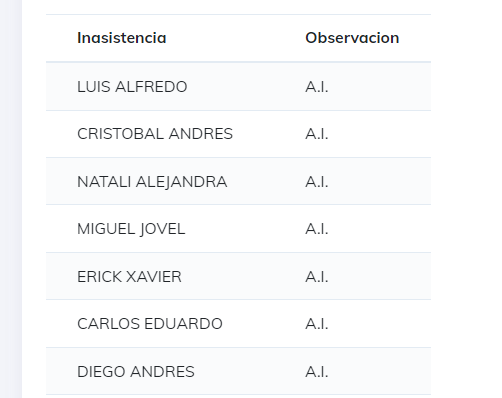 Inasistencia Observacion
LUIS ALFREDO A.I.
CRISTOBAL ANDRES A.I.
NATALI ALEJANDRA A.I.
MIGUEL JOVEL A.I.
ERICK XAVIER A.I.
CARLOS EDUARDO A.I.
DIEGO ANDRES A.I.